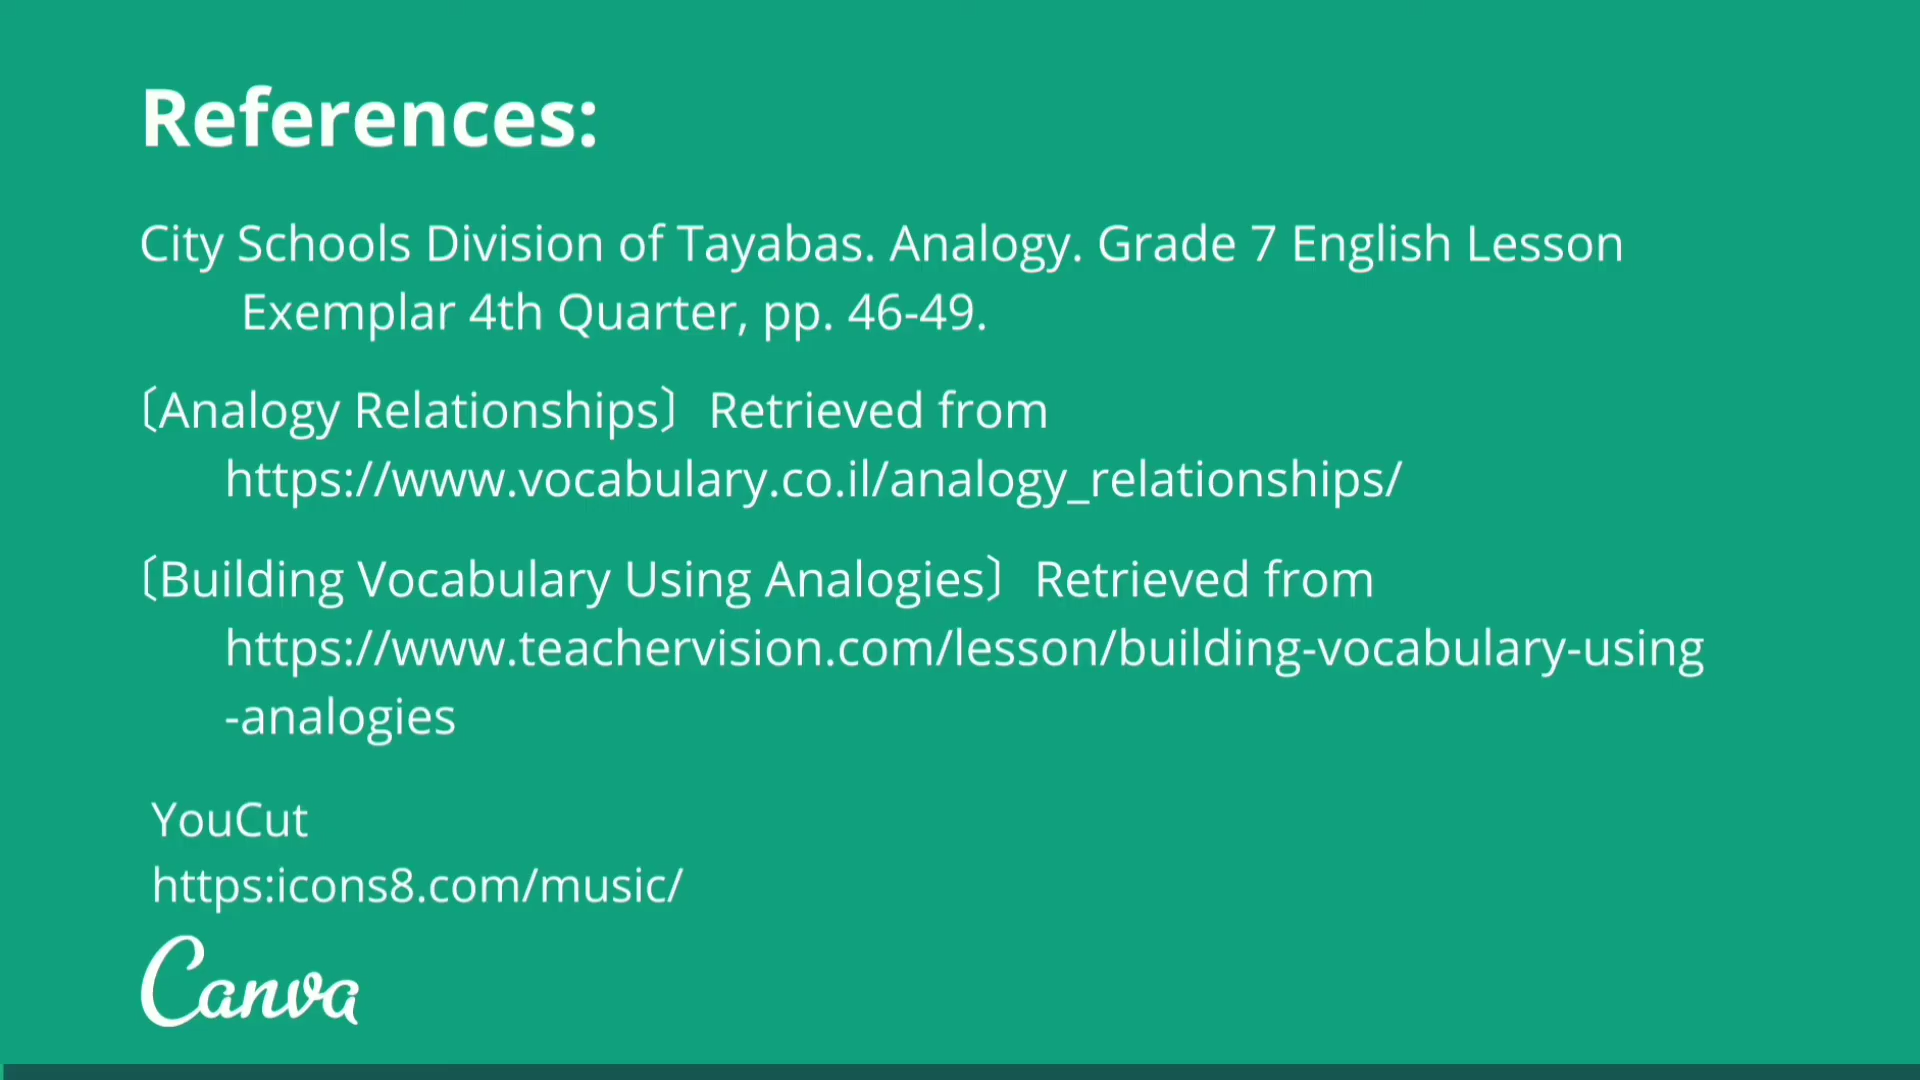 References:
City Schools Division of Tayabas. Analogy. Grade 7 English Lesson
Exemplar 4th Quarter, pp. 46-49.
〔Analogy Relationships〕 Retrieved from
https://www.vocabulary.co.il/analogy_relationships/
〔Building Vocabulary Using Analogies〕 Retrieved from
https://www.teachervision.com/lesson/building-vocabulary-using
-analogies
YouCut
https:icons8.com/music/
Canva